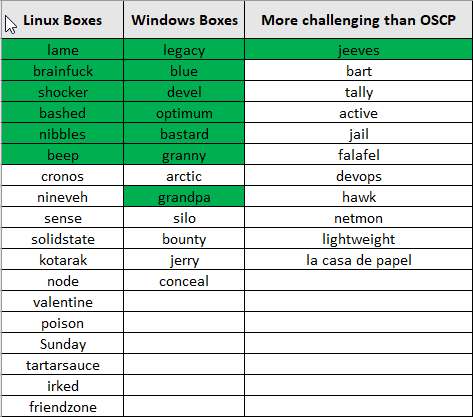 Linux Boxes Windows Boxes More challenging than OSCP
lame legacy jeeves
brainfuck blue bart
shocker devel tally
bashed optimum active
nibbles bastard jail
beep granny falafel
cronos arctic devops
nineveh grandpa hawk
sense silo netmon
solidstate bounty lightweight
kotarak jerry la casa de papel
node conceal
valentine
poison
Sunday
tartarsauce
irked
friendzone